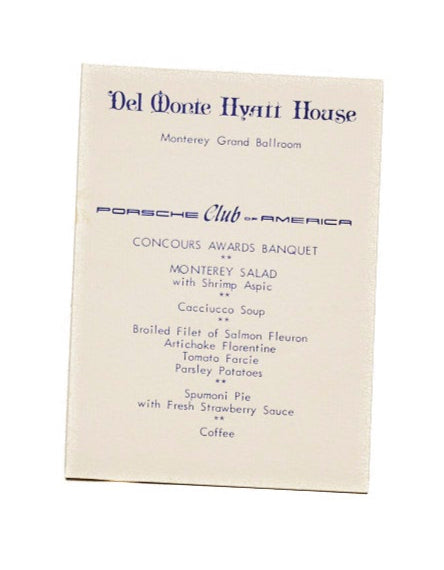 Del Monte Hyatt House
Monterey Grand Ballroom
PORSCHE Club OF AMERICA
CONCOURS AWARDS BANQUET
**
MONTEREY SALAD
with Shrimp Aspic
**
Cacciucco Soup
**
Broiled Filet of Salmon Fleuron
Artichoke Florentine
Tomato Farcie
Parsley Potatoes
**
Spumoni Pie
with Fresh Strawberry Sauce
**
Coffee